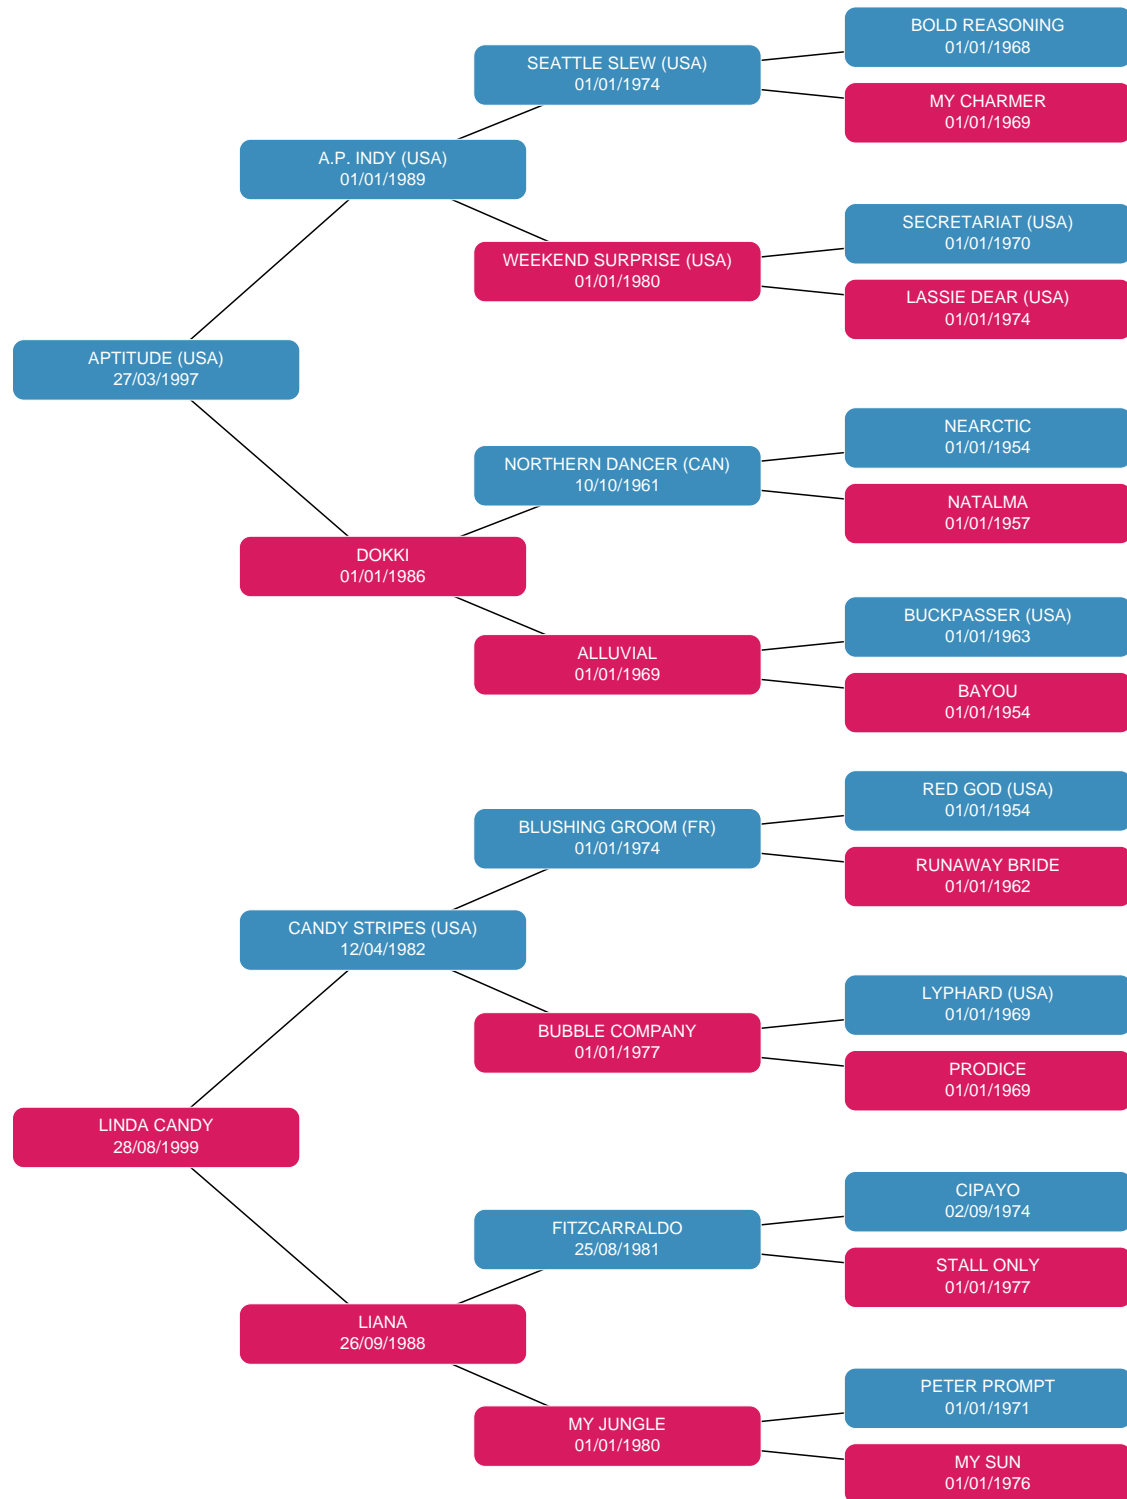 BOLD REASONING
01/01/1968
SEATTLE SLEW (USA)
01/01/1974
MY CHARMER
01/01/1969
A.P. INDY (USA)
01/01/1989
SECRETARIAT (USA)
01/01/1970
WEEKEND SURPRISE (USA)
01/01/1980
LASSIE DEAR (USA)
01/01/1974
APTITUDE (USA)
27/03/1997
NEARCTIC
01/01/1954
NORTHERN DANCER (CAN)
10/10/1961
NATALMA
01/01/1957
DOKKI
01/01/1986
BUCKPASSER (USA)
01/01/1963
ALLUVIAL
01/01/1969
BAYOU
01/01/1954
RED GOD (USA)
01/01/1954
BLUSHING GROOM (FR)
01/01/1974
RUNAWAY BRIDE
01/01/1962
CANDY STRIPES (USA)
12/04/1982
LYPHARD (USA)
01/01/1969
BUBBLE COMPANY
01/01/1977
PRODICE
01/01/1969
LINDA CANDY
28/08/1999
CIPAYO
02/09/1974
FITZCARRALDO
25/08/1981
STALL ONLY
01/01/1977
LIANA
26/09/1988
PETER PROMPT
01/01/1971
MY JUNGLE
01/01/1980
MY SUN
01/01/1976